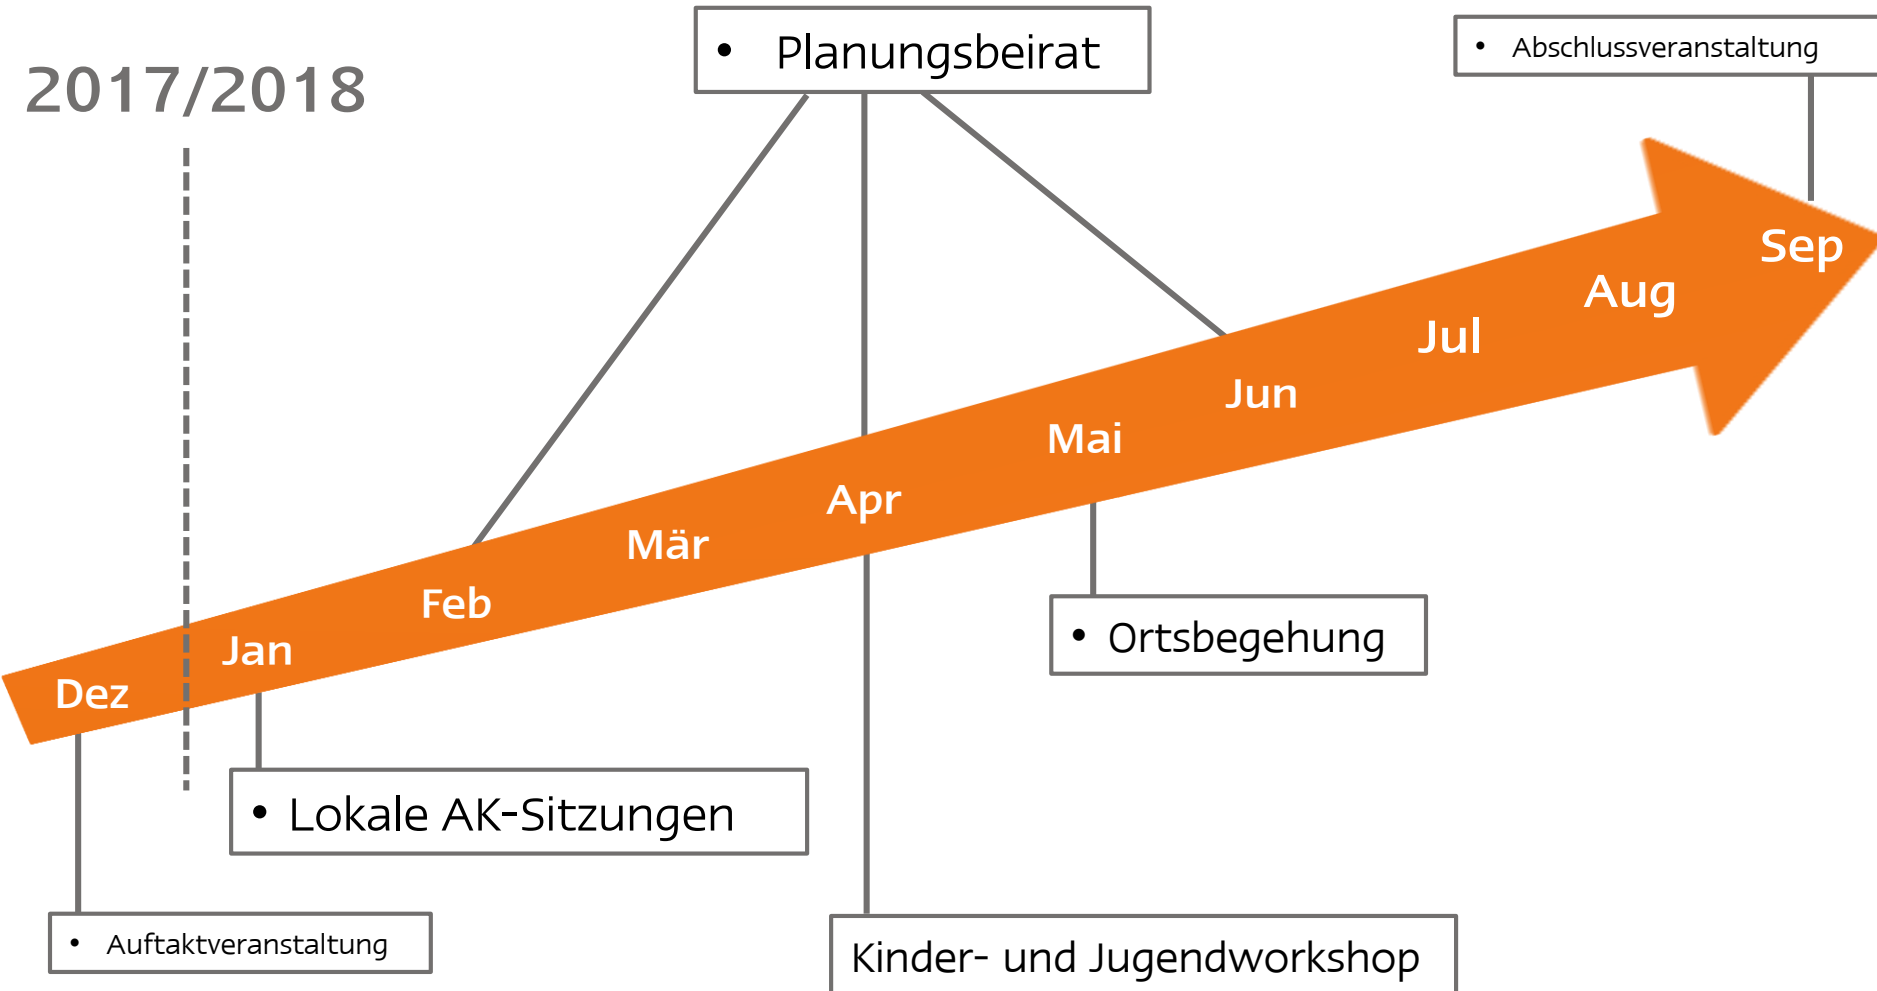 • Planungsbeirat
• Abschlussveranstaltung
2017/2018
Sep
Aug
Jul
Jun
Mai
Apr
Mär
Feb
Jan
Dez
• Ortsbegehung
• Lokale AK-Sitzungen
• Auftaktveranstaltung
Kinder- und Jugendworkshop